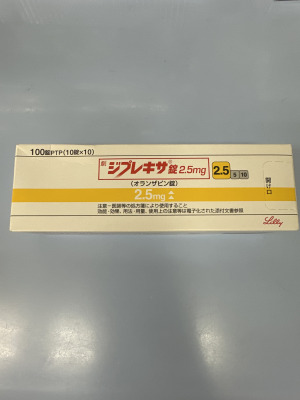 100錠PTP(10錠×10)
劇 ジプレキサ®錠2.5mg
2.5 5 10
(オランザピン錠)
2.5mg
開け口
注意-医師等の処方箋により使用すること
効能・効果、用法・用量、使用上の注意等は電子化された添付文書参照
Lilly